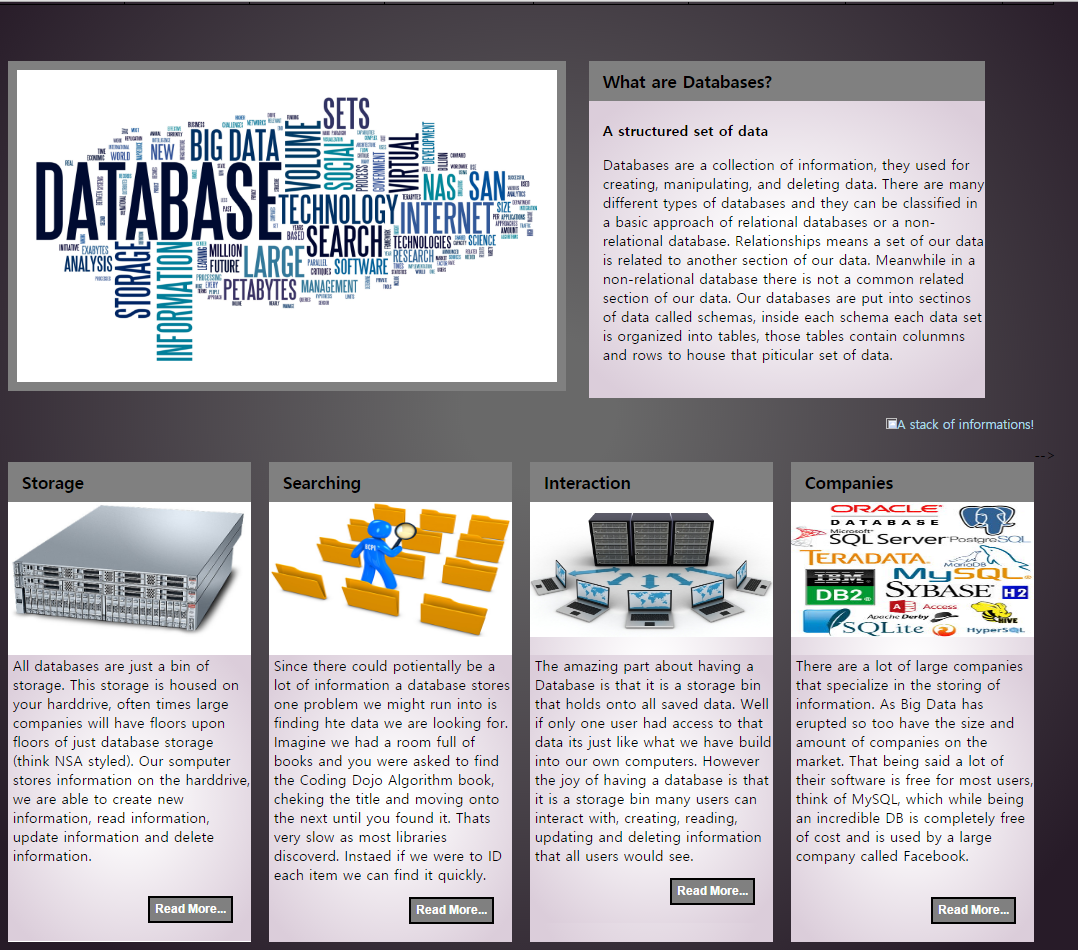 SETS
BIG DATA
VOLUME
SOCIAL
VIRTUAL
DEVELOPMENT
NEW
WORLD
GOVERNMENT
PROCESS
DATABASE
NAS
SAN
TECHNOLOGY
INTERNET
SIZE
SEARCH
TECHNOLOGIES
SCIENCE
RESEARCH
INITIATIVE
EXABYTES
ANALYSIS
STORAGE
INFORMATION
LEARNING
MILLION
FUTURE
LARGE
SOFTWARE
PETABYTES
MANAGEMENT
BASED
What are Databases?
A structured set of data
Databases are a collection of information, they used for
creating, manipulating, and deleting data. There are many
different types of databases and they can be classified in
a basic approach of relational databases or a non-
relational database. Relationships means a set of our data
is related to another section of our data. Meanwhile in a
non-relational database there is not a common related
section of our data. Our databases are put into sectinos
of data called schemas, inside each schema each data set
is organized into tables, those tables contain colunmns
and rows to house that piticular set of data.
A stack of informations!
-->
Storage
All databases are just a bin of
storage. This storage is housed on
your harddrive, often times large
companies will have floors upon
floors of just database storage
(think NSA styled). Our somputer
stores information on the harddrive,
we are able to create new
information, read information,
update information and delete
information.
Read More...
Searching
Since there could potientally be a
lot of information a database stores
one problem we might run into is
finding hte data we are looking for.
Imagine we had a room full of
books and you were asked to find
the Coding Dojo Algorithm book,
cheking the title and moving onto
the next until you found it. Thats
very slow as most libraries
discoverd. Instaed if we were to ID
each item we can find it quickly.
Read More...
Interaction
The amazing part about having a
Database is that it is a storage bin
that holds onto all saved data. Well
if only one user had access to that
data its just like what we have build
into our own computers. However
the joy of having a database is that
it is a storage bin many users can
interact with, creating, reading,
updating and deleting information
that all users would see.
Read More...
Companies
ORACLE
DATABASE
Microsoft
SQL Server
PostgreSQL
TERADATA
MariaDB
IBM
MySQL
DB2
SYBASE
H2
Access
Apache Derby
HIVE
SQLite
HyperSQL
There are a lot of large companies
that specialize in the storing of
information. As Big Data has
erupted so too have the size and
amount of companies on the
market. That being said a lot of
their software is free for most users,
think of MySQL, which while being
an incredible DB is completely free
of cost and is used by a large
company called Facebook.
Read More...